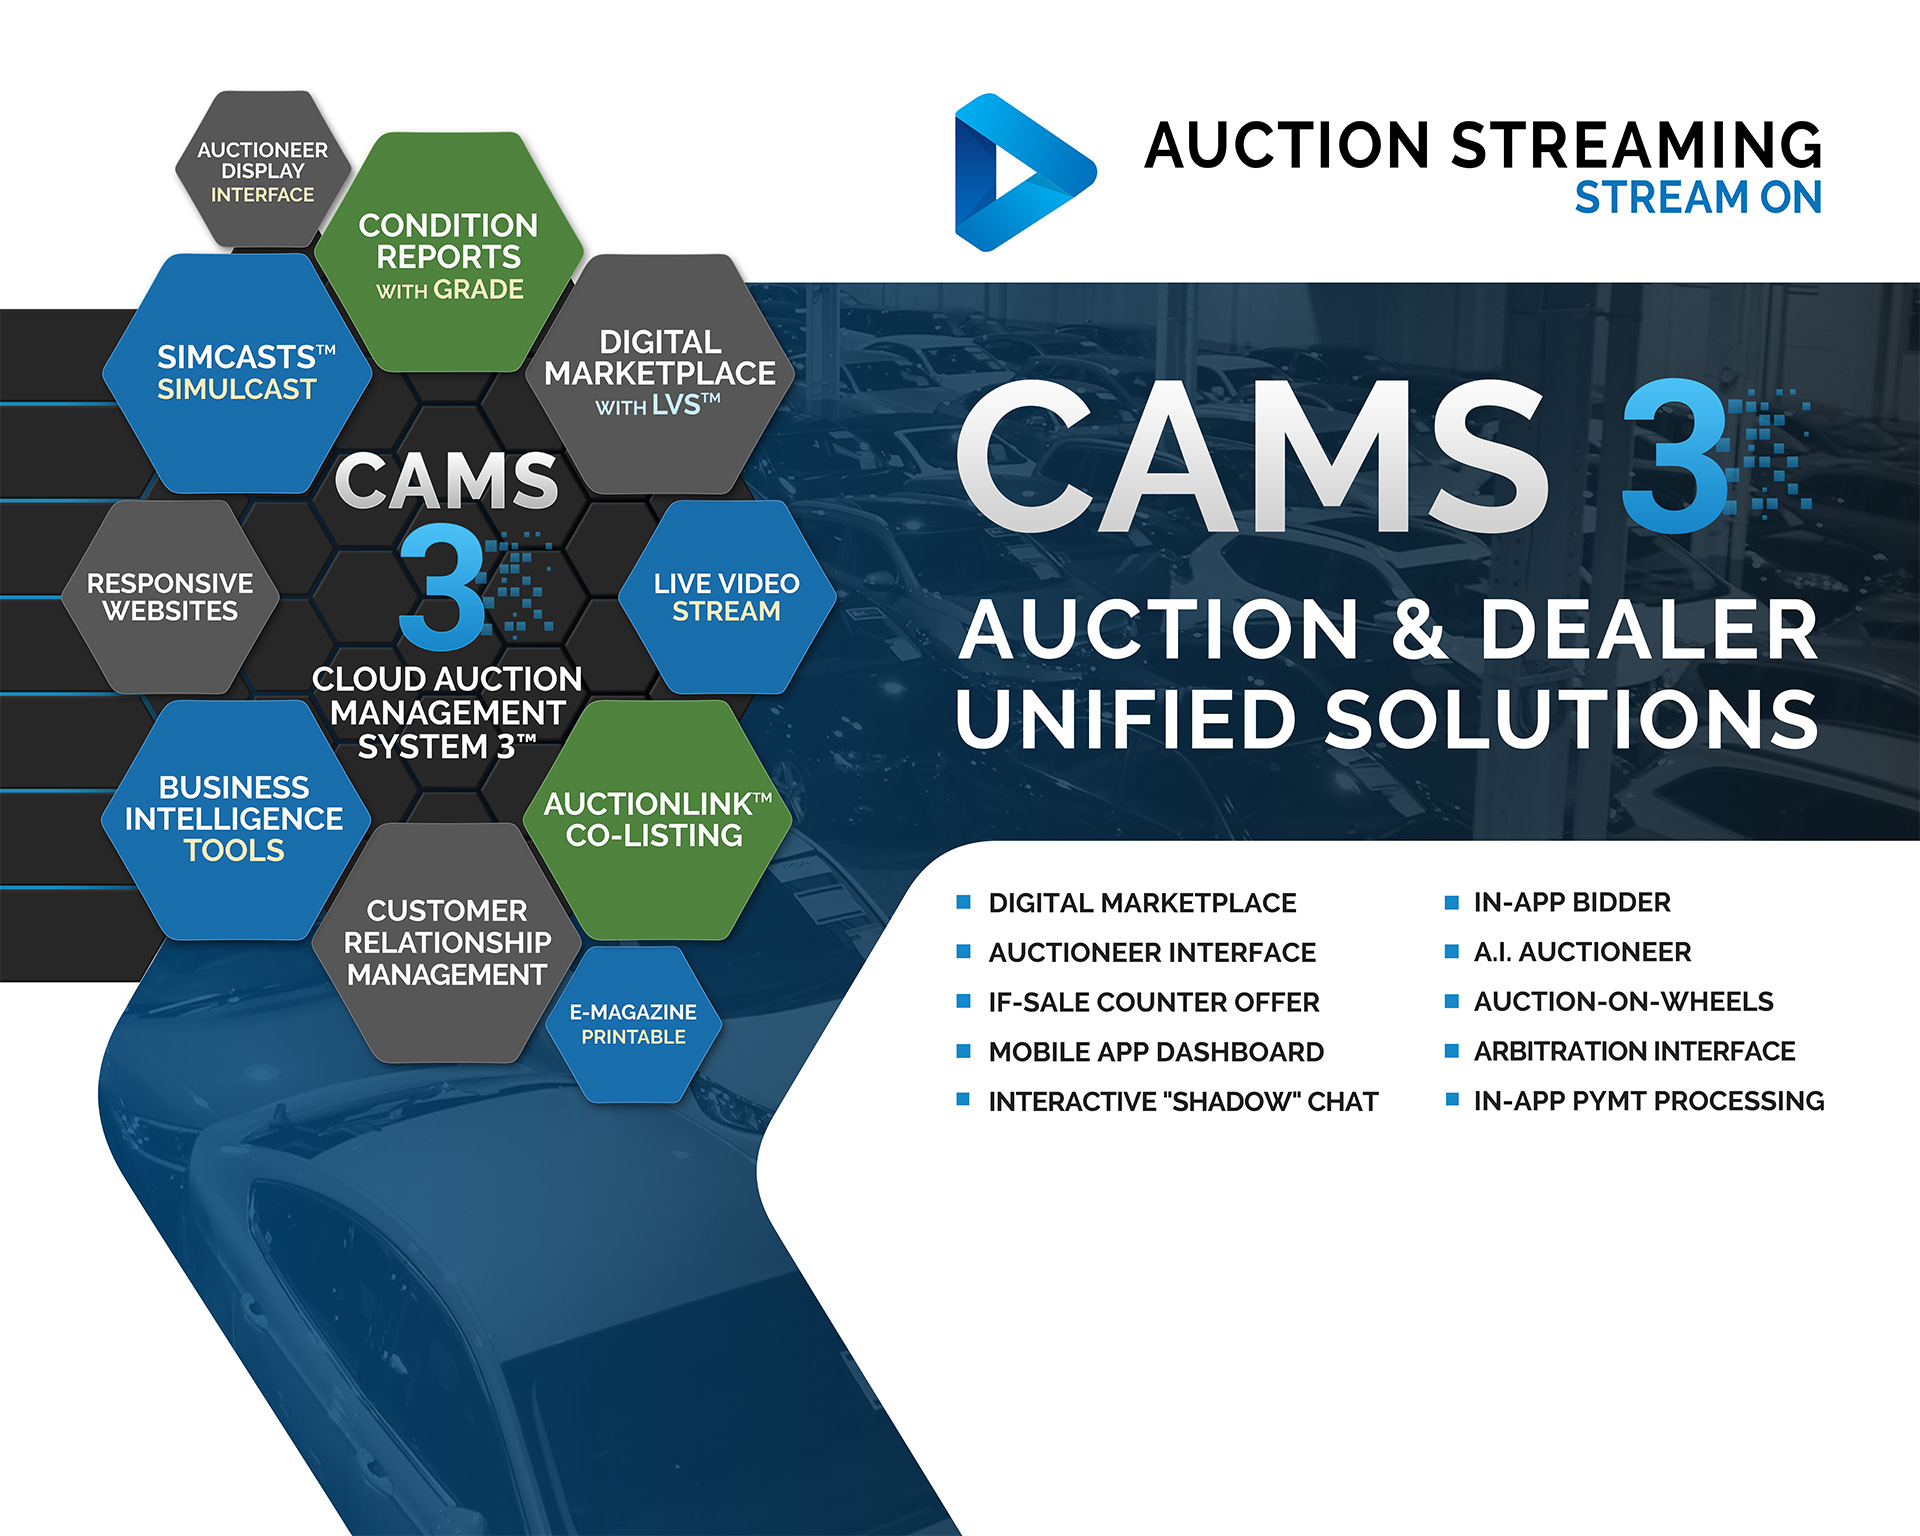 AUCTIONEER
DISPLAY
INTERFACE
CONDITION
REPORTS
WITH GRADE
SIMCASTS™
SIMULCAST
DIGITAL
MARKETPLACE
WITH LVS™
CAMS
3
CLOUD AUCTION
MANAGEMENT
SYSTEM 3™
RESPONSIVE
WEBSITES
LIVE VIDEO
STREAM
BUSINESS
INTELLIGENCE
TOOLS
AUCTIONLINK™
CO-LISTING
CUSTOMER
RELATIONSHIP
MANAGEMENT
E-MAGAZINE
PRINTABLE
AUCTION STREAMING
STREAM ON
CAMS 3
AUCTION & DEALER
UNIFIED SOLUTIONS
DIGITAL MARKETPLACE
AUCTIONEER INTERFACE
IF-SALE COUNTER OFFER
MOBILE APP DASHBOARD
INTERACTIVE "SHADOW" CHAT
IN-APP BIDDER
A.I. AUCTIONEER
AUCTION-ON-WHEELS
ARBITRATION INTERFACE
IN-APP PYMT PROCESSING